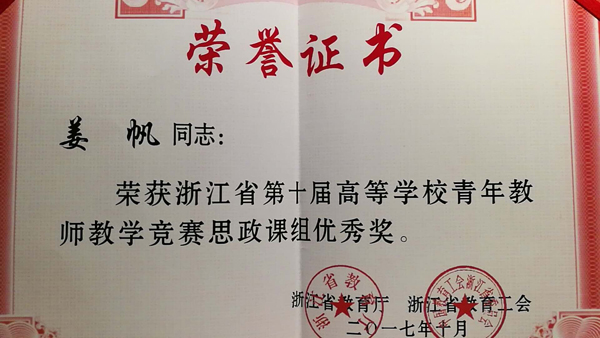 荣誉证书
姜 帆 同志：
荣获浙江省第十届高等学校青年教
师教学竞赛思政课组优秀奖。
浙江省教育厅 浙江省教育工会
二〇一七年十月